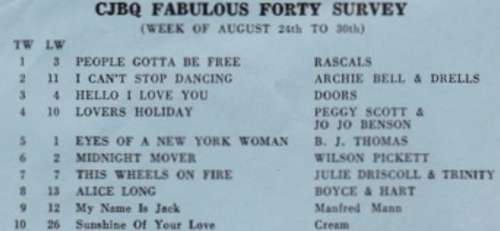 CJBQ FABULOUS FORTY SURVEY
(WEEK OF AUGUST 24th TO 30th)
TW LW
1 3 PEOPLE GOTTA BE FREE RASCALS
2 11 I CAN'T STOP DANCING ARCHIE BELL & DRELLS
3 4 HELLO I LOVE YOU DOORS
4 10 LOVERS HOLIDAY PEGGY SCOTT &
JO JO BENSON
5 1 EYES OF A NEW YORK WOMAN B. J. THOMAS
6 2 MIDNIGHT MOVER WILSON PICKETT
7 7 THIS WHEELS ON FIRE JULIE DRISCOLL & TRINITY
8 13 ALICE LONG BOYCE & HART
9 12 My Name Is Jack Manfred Mann
10 26 Sunshine Of Your Love Cream